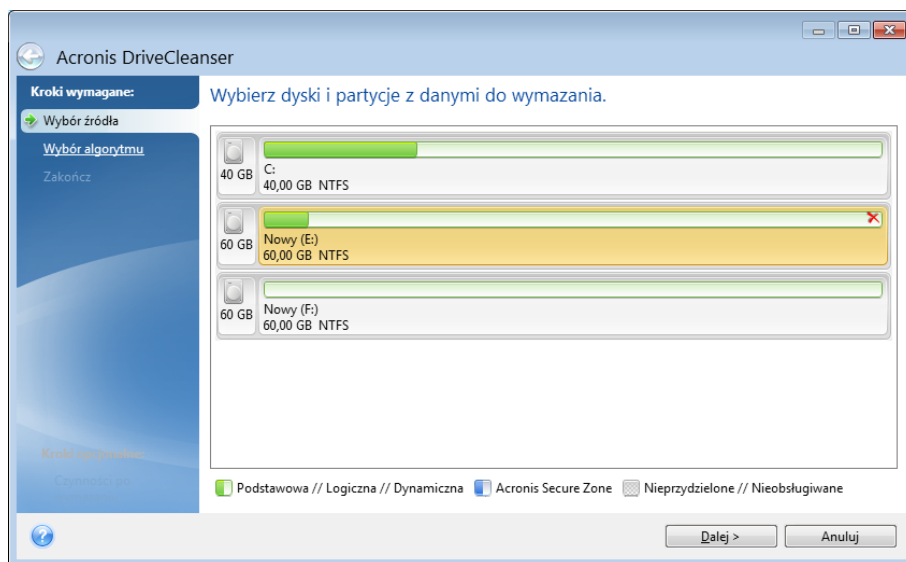 Acronis DriveCleanser
Kroki wymagane:
Wybór źródła
Wybór algorytmu
Zakończ
Wybierz dyski i partycje z danymi do wymazania.
40 GB
C:
40,00 GB NTFS
60 GB
Nowy (E:)
60,00 GB NTFS
60 GB
Nowy (F:)
60,00 GB NTFS
Czynności po
Podstawowa // Logiczna // Dynamiczna Acronis Secure Zone Nieprzydzielone // Nieobsługiwane
Dalej > Anuluj